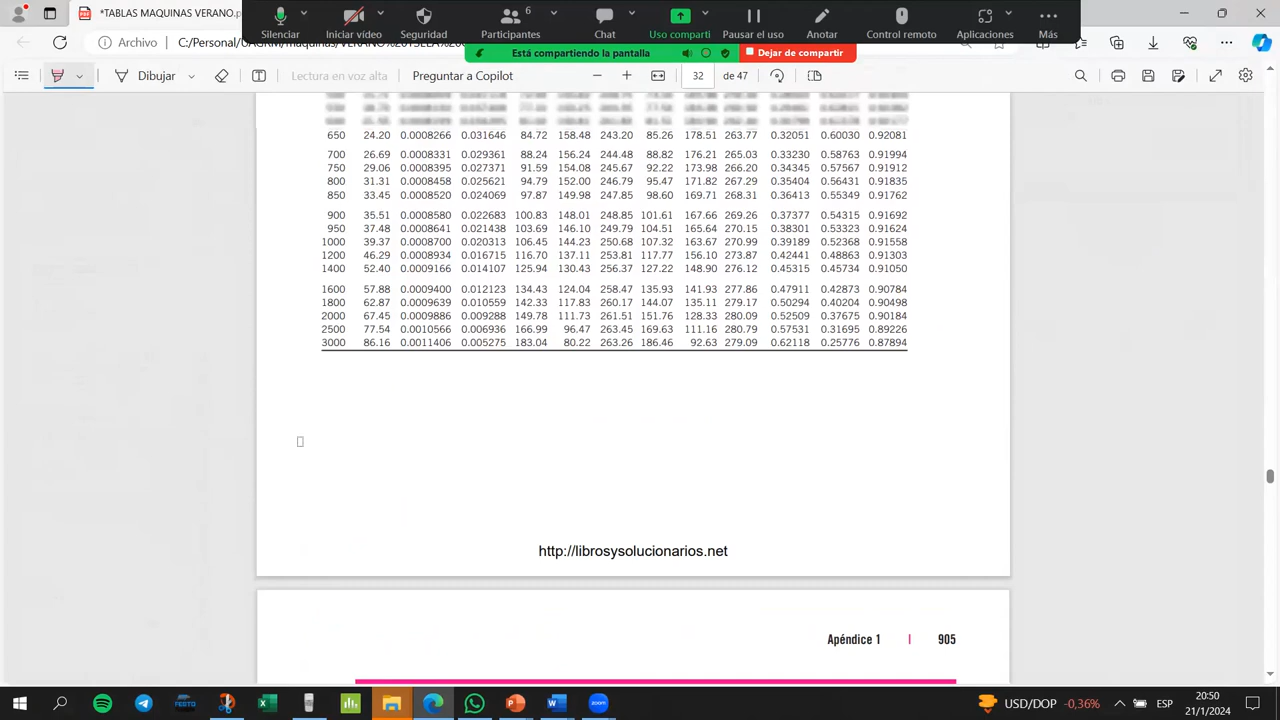 *TABLAS MAQUINAS VERANO.p
6
Silenciar
Iniciar vídeo
Seguridad
Participantes
Chat
Uso comparti
Pausar el uso
Anotar
Control remoto
Aplicaciones
Más
Archivo
Está compartiendo la pantalla
Dejar de compartir
Dibujar
Lectura en voz alta
Preguntar a Copilot
32
de 47
650 24.20 0.0008266 0.031646 84.72 158.48 243.20 85.26 178.51 263.77 0.32051 0.60030 0.92081
700 26.69 0.0008331 0.029361 88.24 156.24 244.48 88.82 176.21 265.03 0.33230 0.58763 0.91994
750 29.06 0.0008395 0.027371 91.59 154.08 245.67 92.22 173.98 266.20 0.34345 0.57567 0.91912
800 31.31 0.0008458 0.025621 94.79 152.00 246.79 95.47 171.82 267.29 0.35404 0.56431 0.91835
850 33.45 0.0008520 0.024069 97.87 149.98 247.85 98.60 169.71 268.31 0.36413 0.55349 0.91762
900 35.51 0.0008580 0.022683 100.83 148.01 248.85 101.61 167.66 269.26 0.37377 0.54315 0.91692
950 37.48 0.0008641 0.021438 103.69 146.10 249.79 104.51 165.64 270.15 0.38301 0.53323 0.91624
1000 39.37 0.0008700 0.020313 106.45 144.23 250.68 107.32 163.67 270.99 0.39189 0.52368 0.91558
1200 46.29 0.0008934 0.016715 116.70 137.11 253.81 117.77 156.10 273.87 0.42441 0.48863 0.91303
1400 52.40 0.0009166 0.014107 125.94 130.43 256.37 127.22 148.90 276.12 0.45315 0.45734 0.91050
1600 57.88 0.0009400 0.012123 134.43 124.04 258.47 135.93 141.93 277.86 0.47911 0.42873 0.90784
1800 62.87 0.0009639 0.010559 142.33 117.83 260.17 144.07 135.11 279.17 0.50294 0.40204 0.90498
2000 67.45 0.0009886 0.009288 149.78 111.73 261.51 151.76 128.33 280.09 0.52509 0.37675 0.90184
2500 77.54 0.0010566 0.006936 166.99 96.47 263.45 169.63 111.16 280.79 0.57531 0.31695 0.89226
3000 86.16 0.0011406 0.005275 183.04 80.22 263.26 186.46 92.63 279.09 0.62118 0.25776 0.87894
http://librosysolucionarios.net
Apéndice 1 | 905
FESTO
zoom
USD/DOP -0,36%
ESP
20:50
21/1/2024